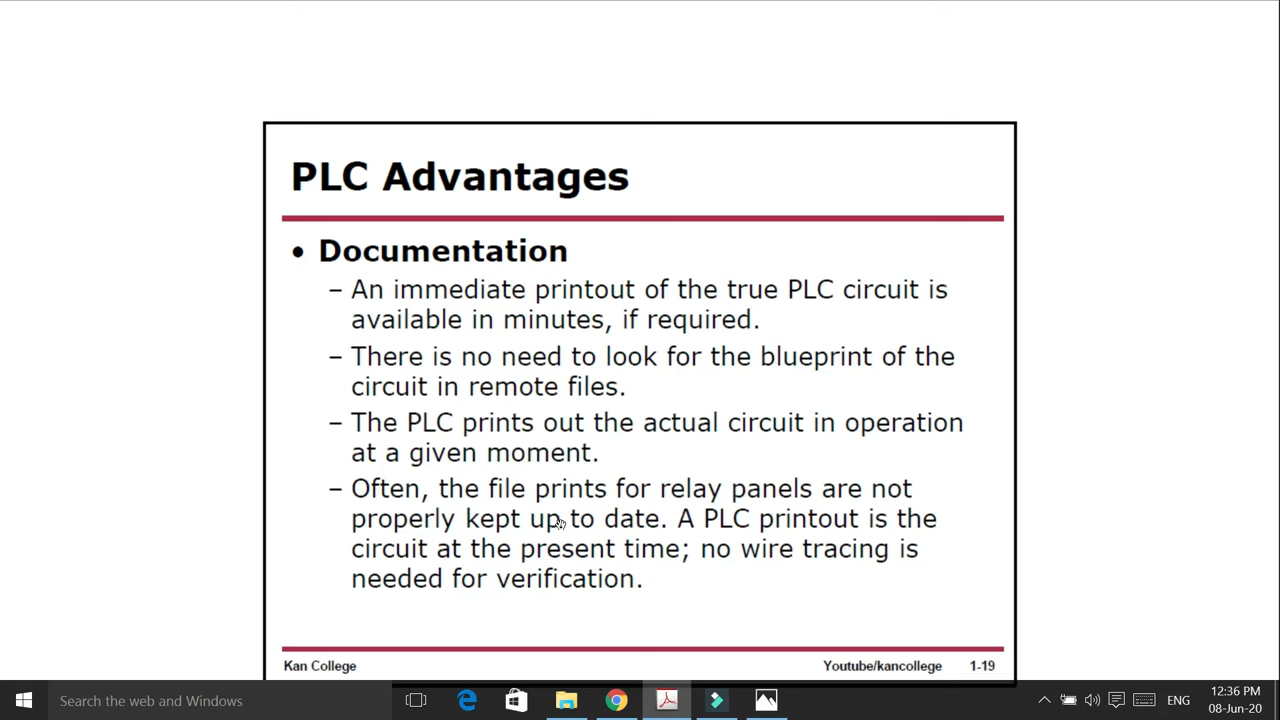 PLC Advantages
• Documentation
– An immediate printout of the true PLC circuit is
available in minutes, if required.
– There is no need to look for the blueprint of the
circuit in remote files.
– The PLC prints out the actual circuit in operation
at a given moment.
– Often, the file prints for relay panels are not
properly kept up to date. A PLC printout is the
circuit at the present time; no wire tracing is
needed for verification.
Kan College Youtube/kancollege 1-19
Search the web and Windows ENG 12:36 PM
08-Jun-20